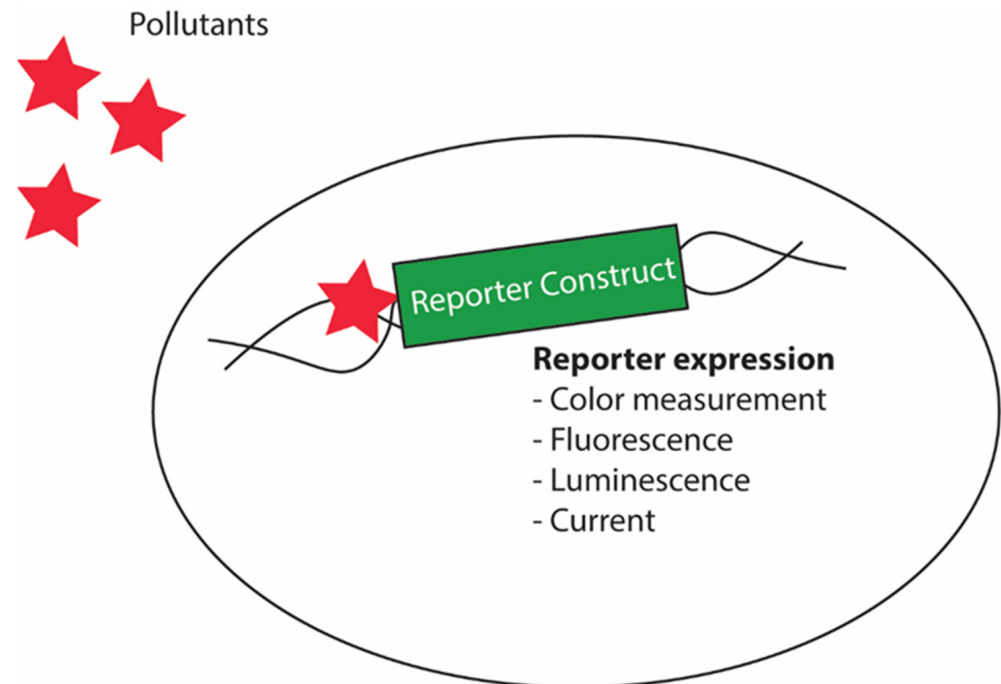 Pollutants
Reporter Construct
Reporter expression
- Color measurement
- Fluorescence
- Luminescence
- Current